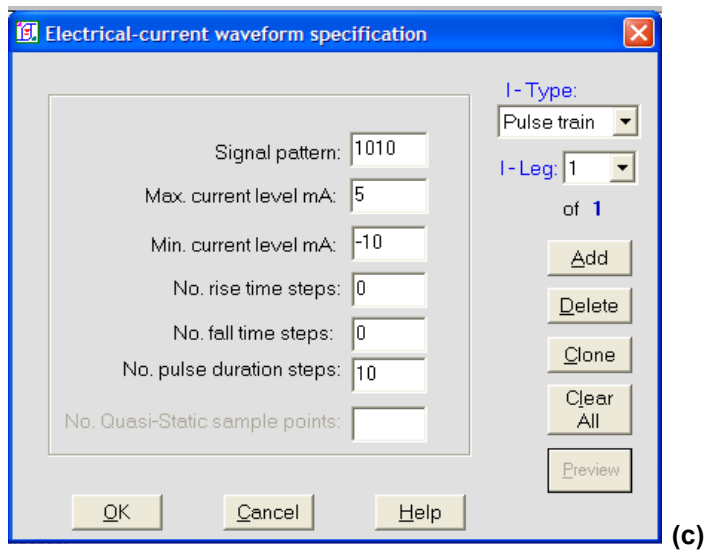 Electrical-current waveform specification
I-Type:
Pulse train
I-Leg: 1
of 1
Signal pattern: 1010
Max. current level mA: 5
Min. current level mA: -10
No. rise time steps: 0
No. fall time steps: 0
No. pulse duration steps: 10
No. Quasi-Static sample points:
Add
Delete
Clone
Clear
All
Preview
OK Cancel Help
(c)